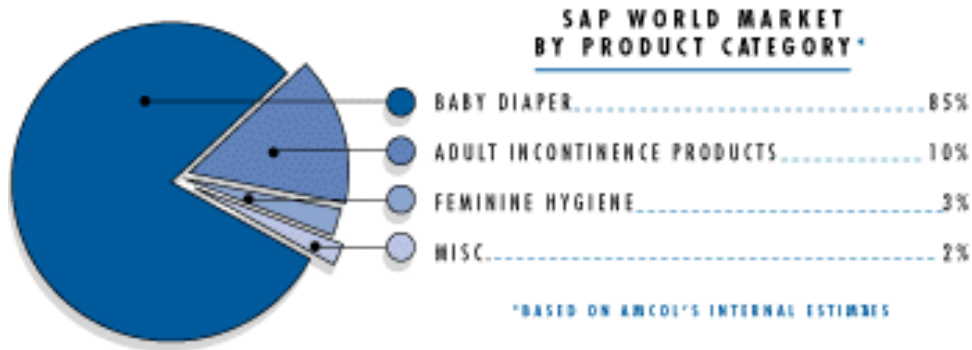 SAP WORLD MARKET
BY PRODUCT CATEGORY*
BABY DIAPER 85%
ADULT INCONTINENCE PRODUCTS 10%
FEMININE HYGIENE 3%
MISC. 2%
*BASED ON AMCOL'S INTERNAL ESTIMATES